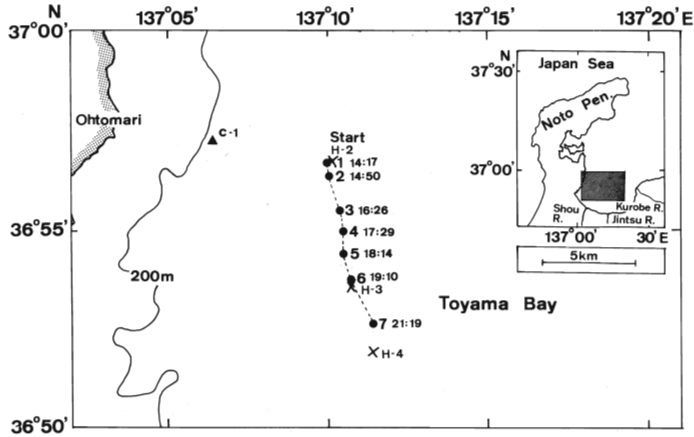 N
137°05' 137°10' 137°15' 137°20' E
37°00'
Ohtomari
C-1
Start
H-2
1 14:17
2 14:50
3 16:26
36°55'
4 17:29
5 18:14
200m
6 19:10
H-3
7 21:19
H-4
Toyama Bay
36°50'
N
37°30'
Japan Sea
Noto Pen.
37°00'
Shou
R.
Kurobe R.
Jintsu R.
137°00' 30' E
5km